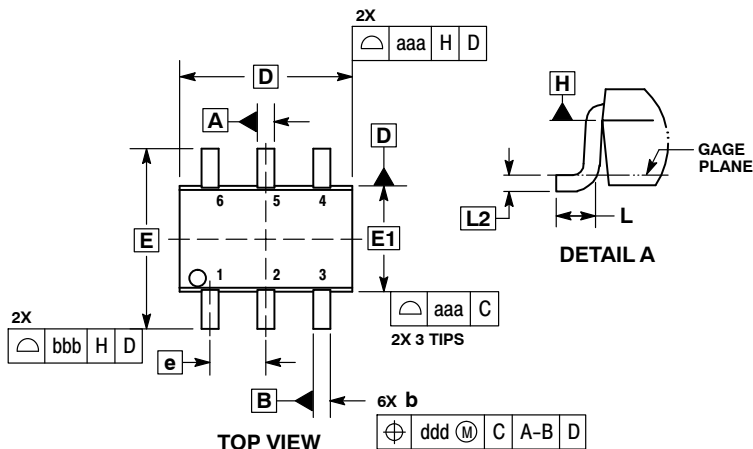 2X
⌓ aaa H D
D
A
D
6 5 4
E
E1
1 2 3
⌓ aaa C
2X 3 TIPS
2X
⌓ bbb H D
e
B
6X b
⌖ ddd Ⓜ C A-B D
TOP VIEW
H
GAGE
PLANE
L2
L
DETAIL A